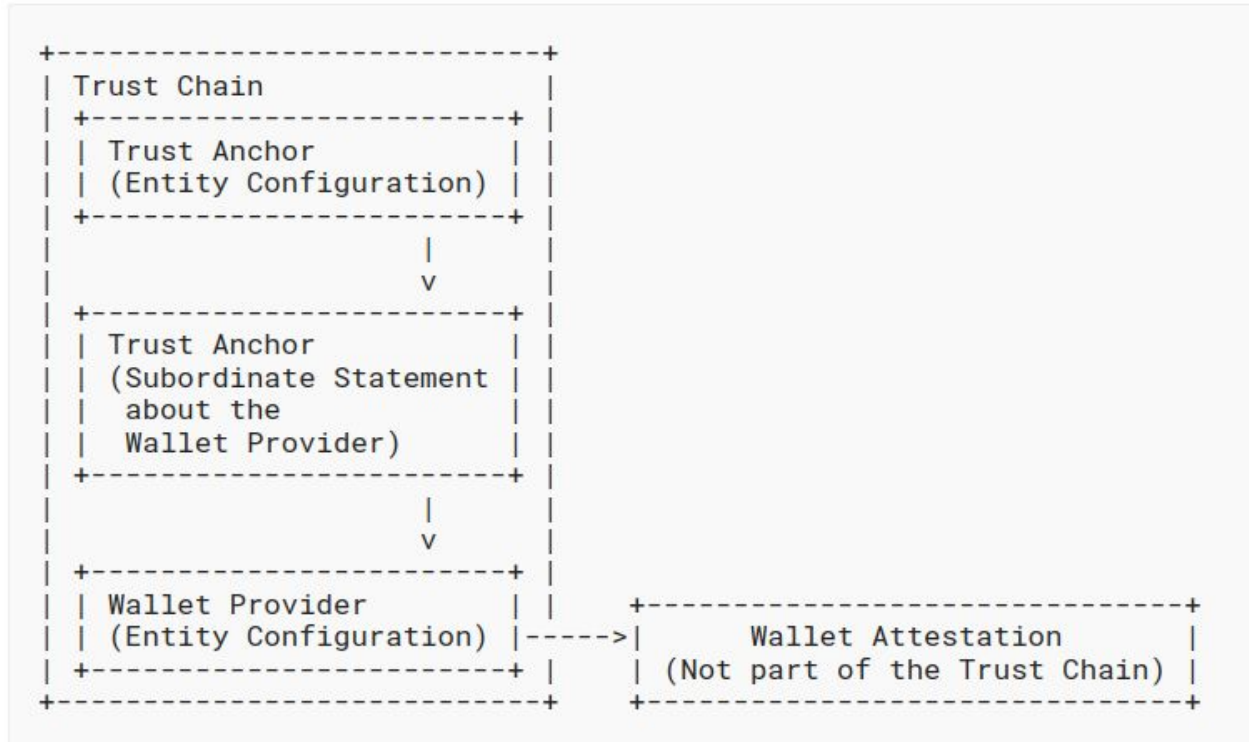 Trust Chain
Trust Anchor
(Entity Configuration)
v
Trust Anchor
(Subordinate Statement
about the
Wallet Provider)
v
Wallet Provider
(Entity Configuration)
Wallet Attestation
(Not part of the Trust Chain)